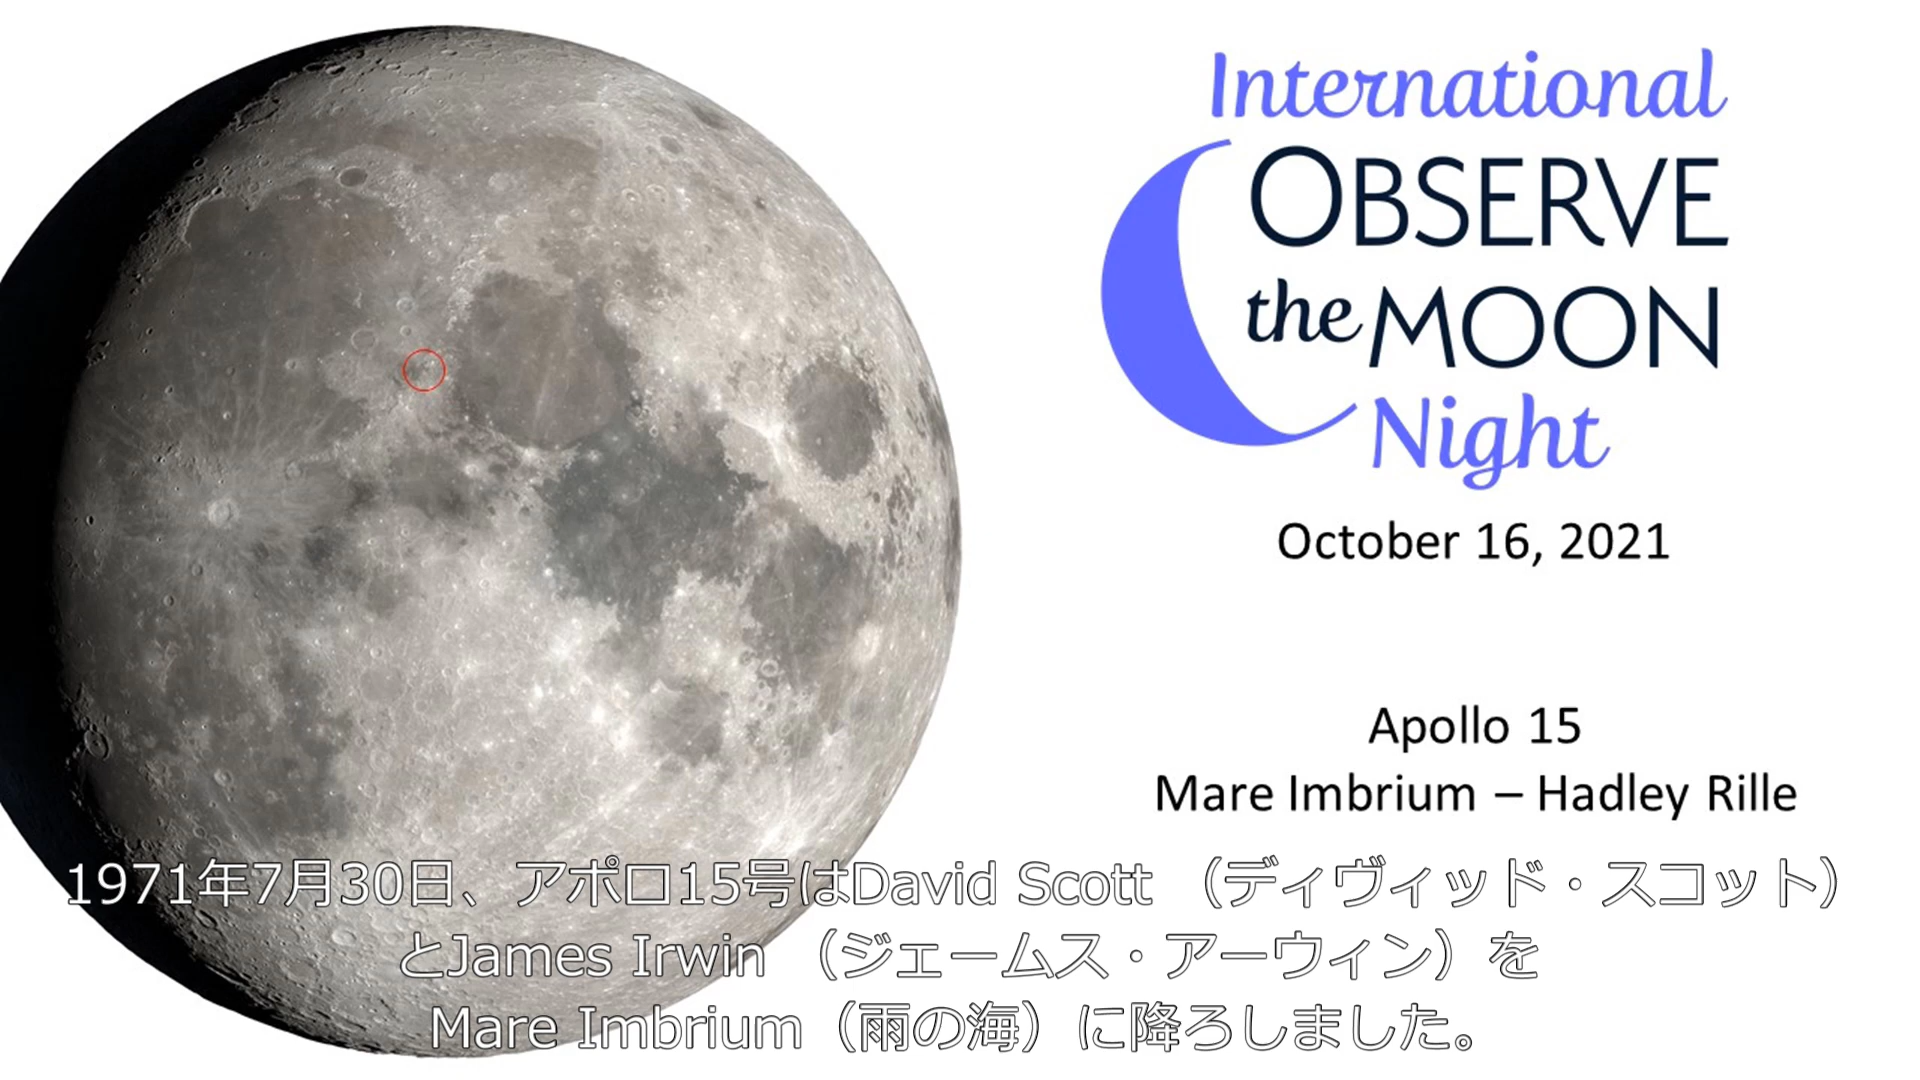 International
OBSERVE
the MOON
Night
October 16, 2021
Apollo 15
Mare Imbrium – Hadley Rille
1971年7月30日、アポロ15号はDavid Scott （ディヴィッド・スコット）
とJames Irwin （ジェームス・アーウィン）を
Mare Imbrium（雨の海）に降ろしました。